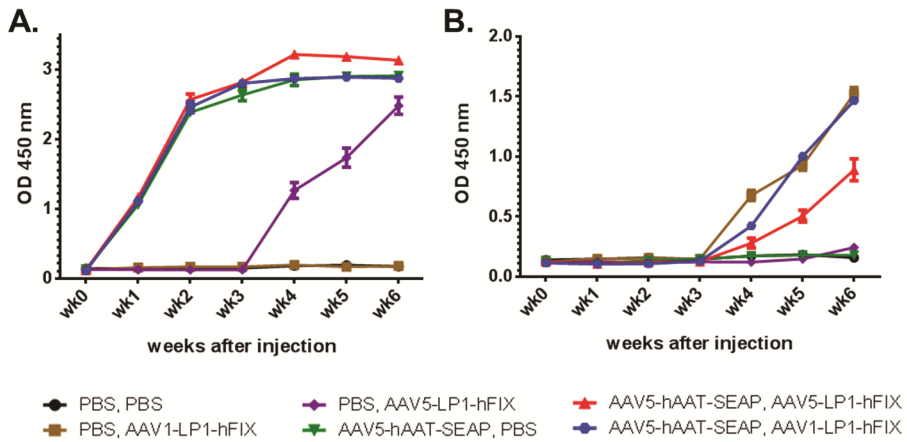 A.
B.
OD 450 nm
3
2
1
0
wk0 wk1 wk2 wk3 wk4 wk5 wk6
weeks after injection
OD 450 nm
2.0
1.5
1.0
0.5
0.0
wk0 wk1 wk2 wk3 wk4 wk5 wk6
weeks after injection
PBS, PBS
PBS, AAV1-LP1-hFIX
PBS, AAV5-LP1-hFIX
AAV5-hAAT-SEAP, PBS
AAV5-hAAT-SEAP, AAV5-LP1-hFIX
AAV5-hAAT-SEAP, AAV1-LP1-hFIX